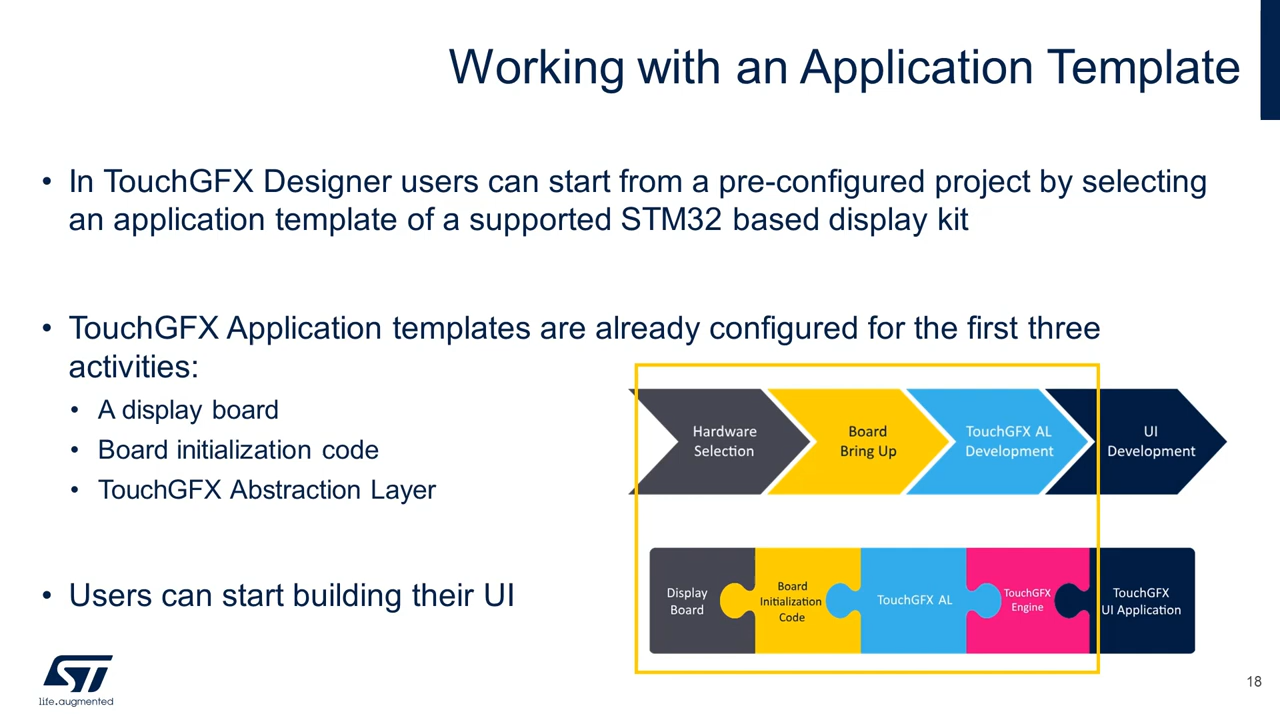 Working with an Application Template
• In TouchGFX Designer users can start from a pre-configured project by selecting
an application template of a supported STM32 based display kit
• TouchGFX Application templates are already configured for the first three
activities:
• A display board
• Board initialization code
• TouchGFX Abstraction Layer
• Users can start building their UI
Hardware
Selection
Board
Bring Up
TouchGFX AL
Development
UI
Development
Display
Board
Board
Initialization
Code
TouchGFX AL
TouchGFX
Engine
TouchGFX
UI Application
ST
life.augmented
18